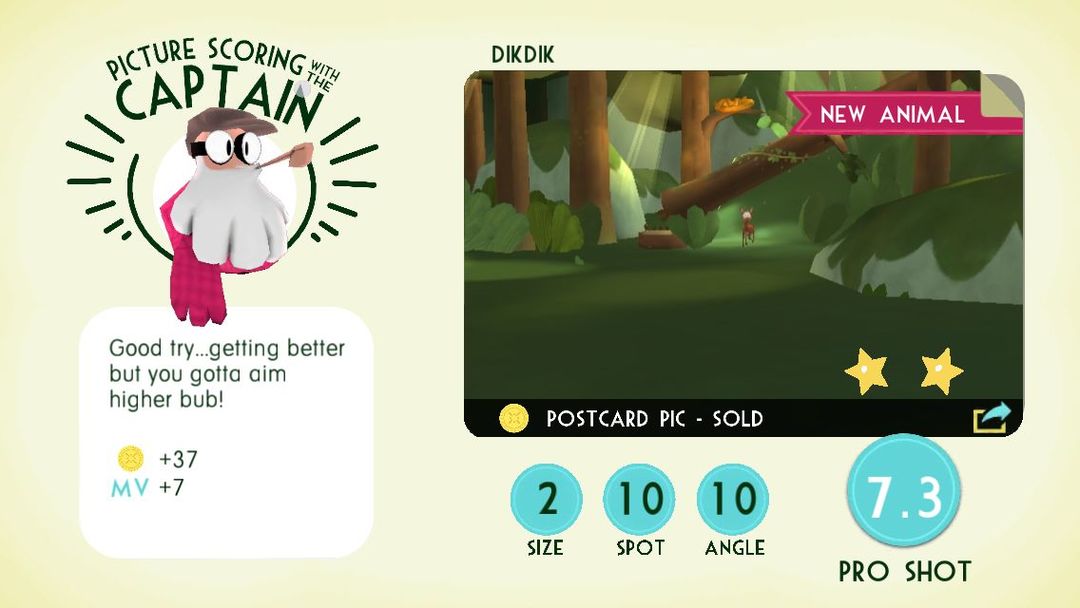 PICTURE SCORING WITH THE
CAPTAIN
DIKDIK
NEW ANIMAL
Good try...getting better
but you gotta aim
higher bub!
+37
MV +7
POSTCARD PIC - SOLD
2 10 10 7.3
SIZE SPOT ANGLE
PRO SHOT